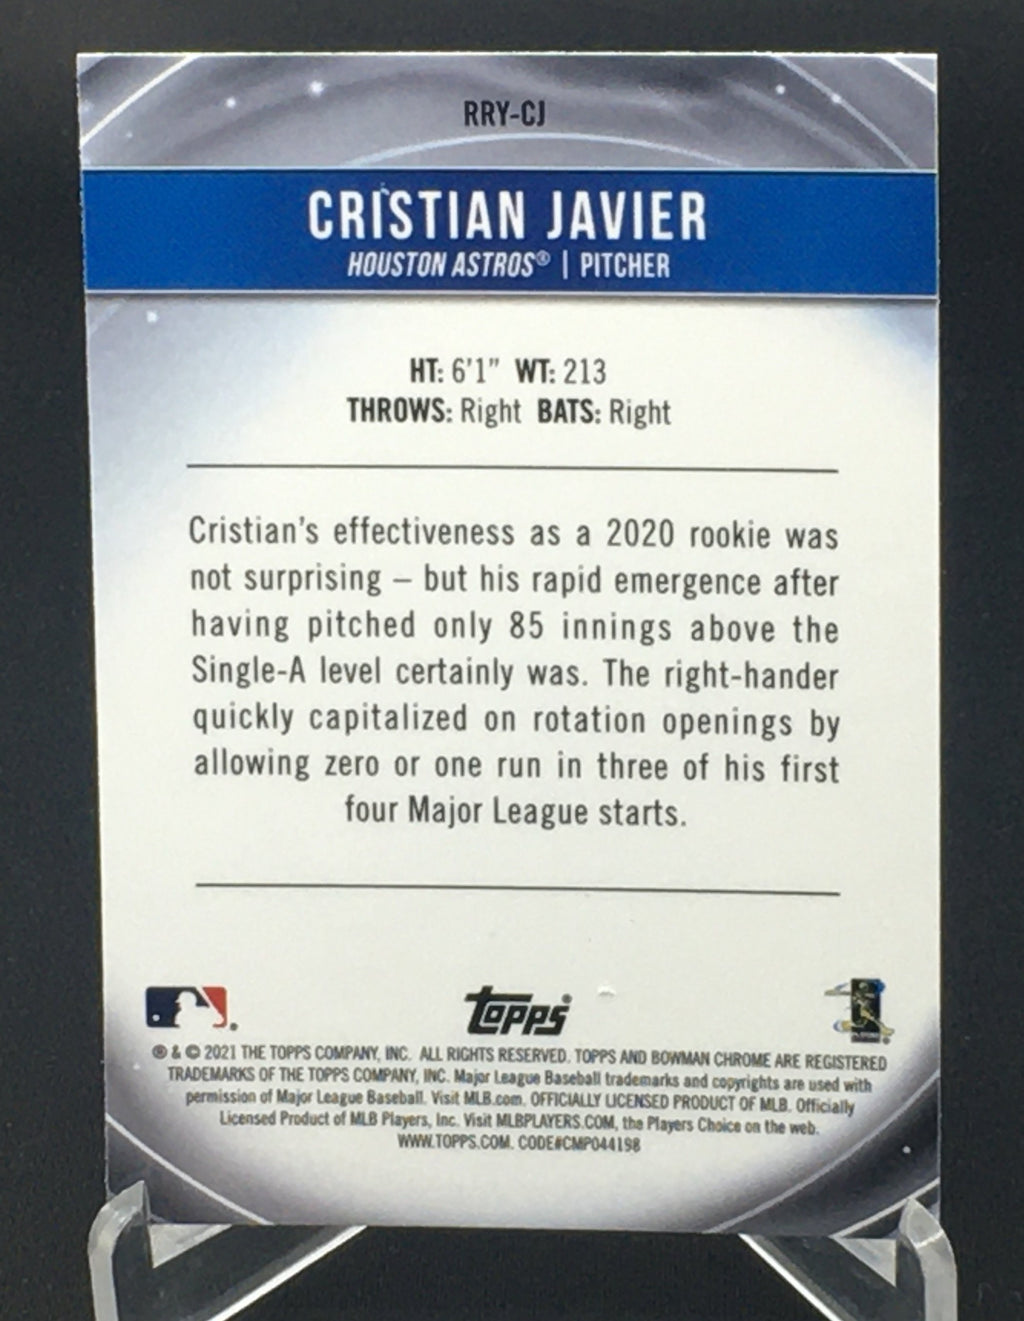 RRY-CJ
CRISTIAN JAVIER
HOUSTON ASTROS® | PITCHER
HT: 6'1" WT: 213
THROWS: Right BATS: Right
Cristian's effectiveness as a 2020 rookie was
not surprising – but his rapid emergence after
having pitched only 85 innings above the
Single-A level certainly was. The right-hander
quickly capitalized on rotation openings by
allowing zero or one run in three of his first
four Major League starts.
topps®
® & © 2021 THE TOPPS COMPANY, INC. ALL RIGHTS RESERVED. TOPPS AND BOWMAN CHROME ARE REGISTERED
TRADEMARKS OF THE TOPPS COMPANY, INC. Major League Baseball trademarks and copyrights are used with
permission of Major League Baseball. Visit MLB.com. OFFICIALLY LICENSED PRODUCT OF MLB. Officially
Licensed Product of MLB Players, Inc. Visit MLBPLAYERS.COM, the Players Choice on the web.
WWW.TOPPS.COM. CODE#CMP044198